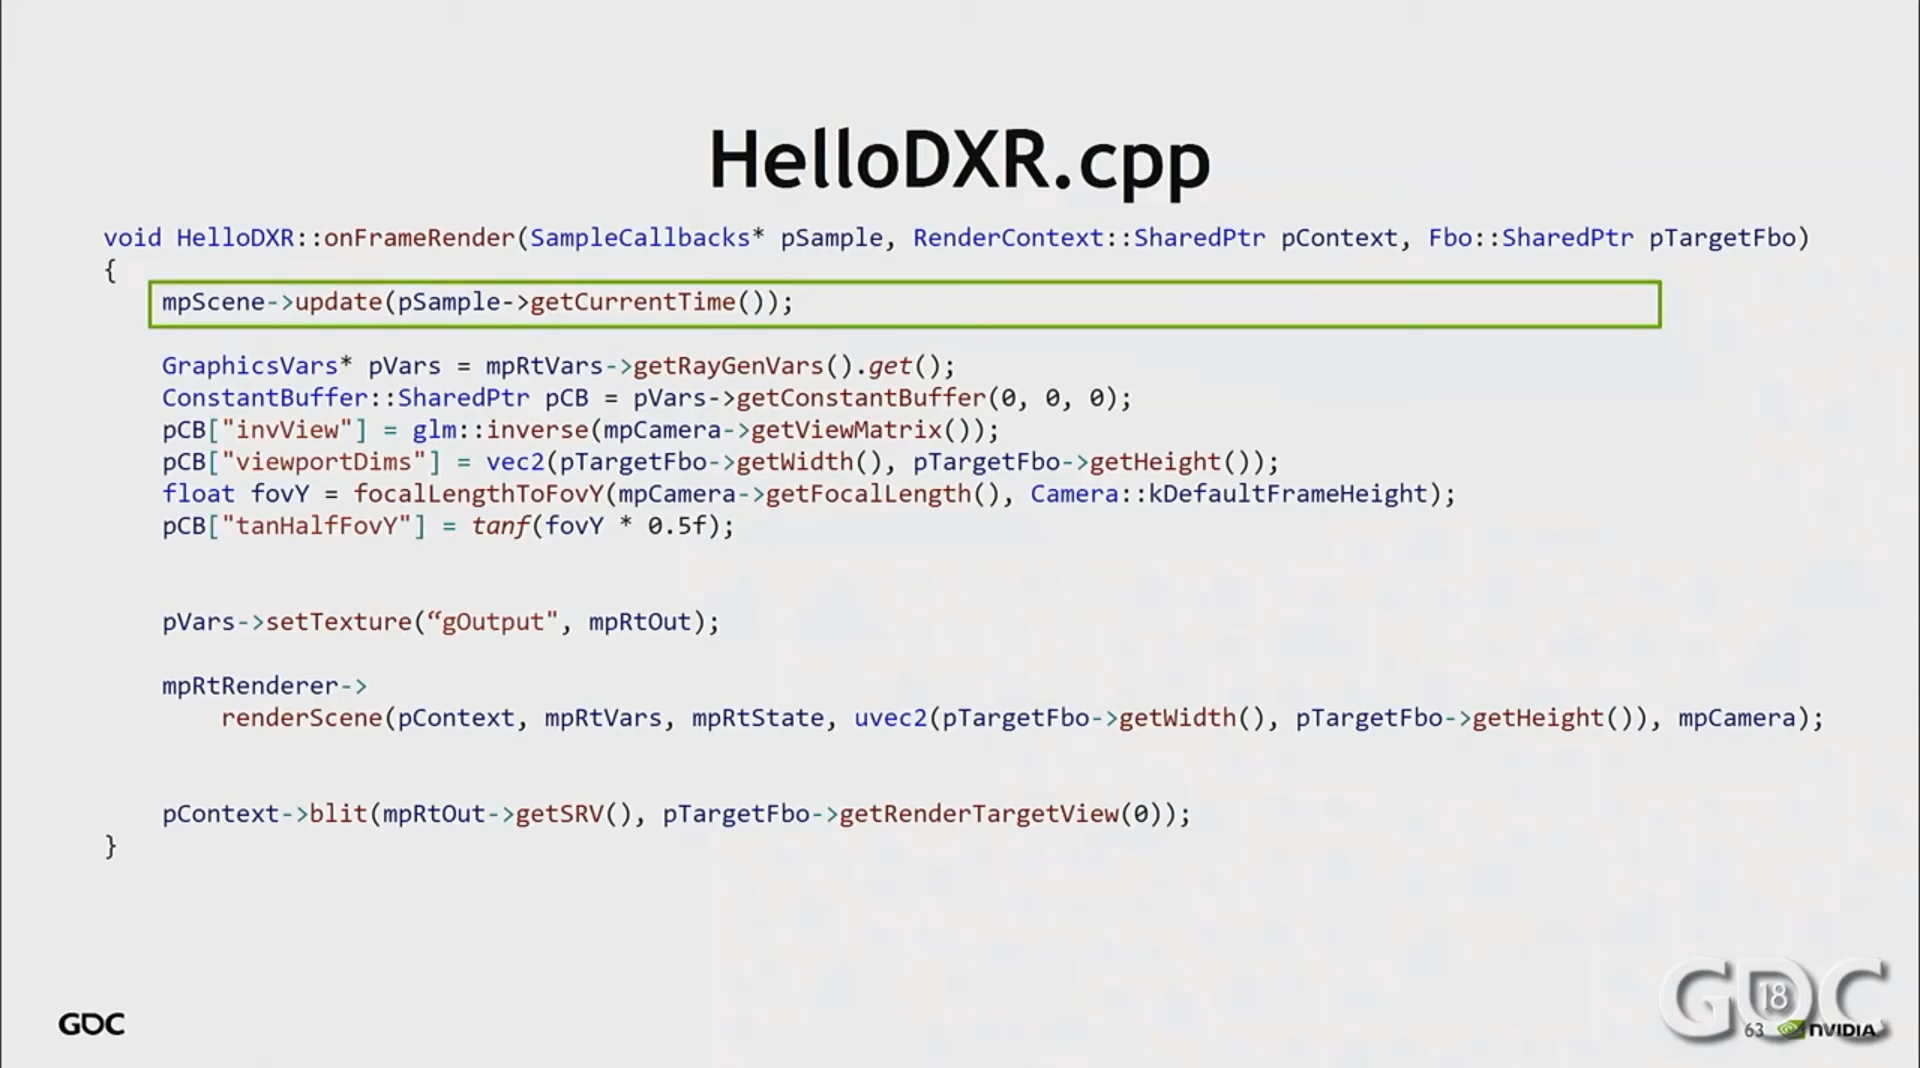 HelloDXR.cpp
void HelloDXR::onFrameRender(SampleCallbacks* pSample, RenderContext::SharedPtr pContext, Fbo::SharedPtr pTargetFbo)
{
mpScene->update(pSample->getCurrentTime());
GraphicsVars* pVars = mpRtVars->getRayGenVars().get();
ConstantBuffer::SharedPtr pCB = pVars->getConstantBuffer(0, 0, 0);
pCB["invView"] = glm::inverse(mpCamera->getViewMatrix());
pCB["viewportDims"] = vec2(pTargetFbo->getWidth(), pTargetFbo->getHeight());
float fovY = focalLengthToFovY(mpCamera->getFocalLength(), Camera::kDefaultFrameHeight);
pCB["tanHalfFovY"] = tanf(fovY * 0.5f);
pVars->setTexture(“gOutput", mpRtOut);
mpRtRenderer->
renderScene(pContext, mpRtVars, mpRtState, uvec2(pTargetFbo->getWidth(), pTargetFbo->getHeight()), mpCamera);
pContext->blit(mpRtOut->getSRV(), pTargetFbo->getRenderTargetView(0));
}
GDC
GDC
18
63 NVIDIA